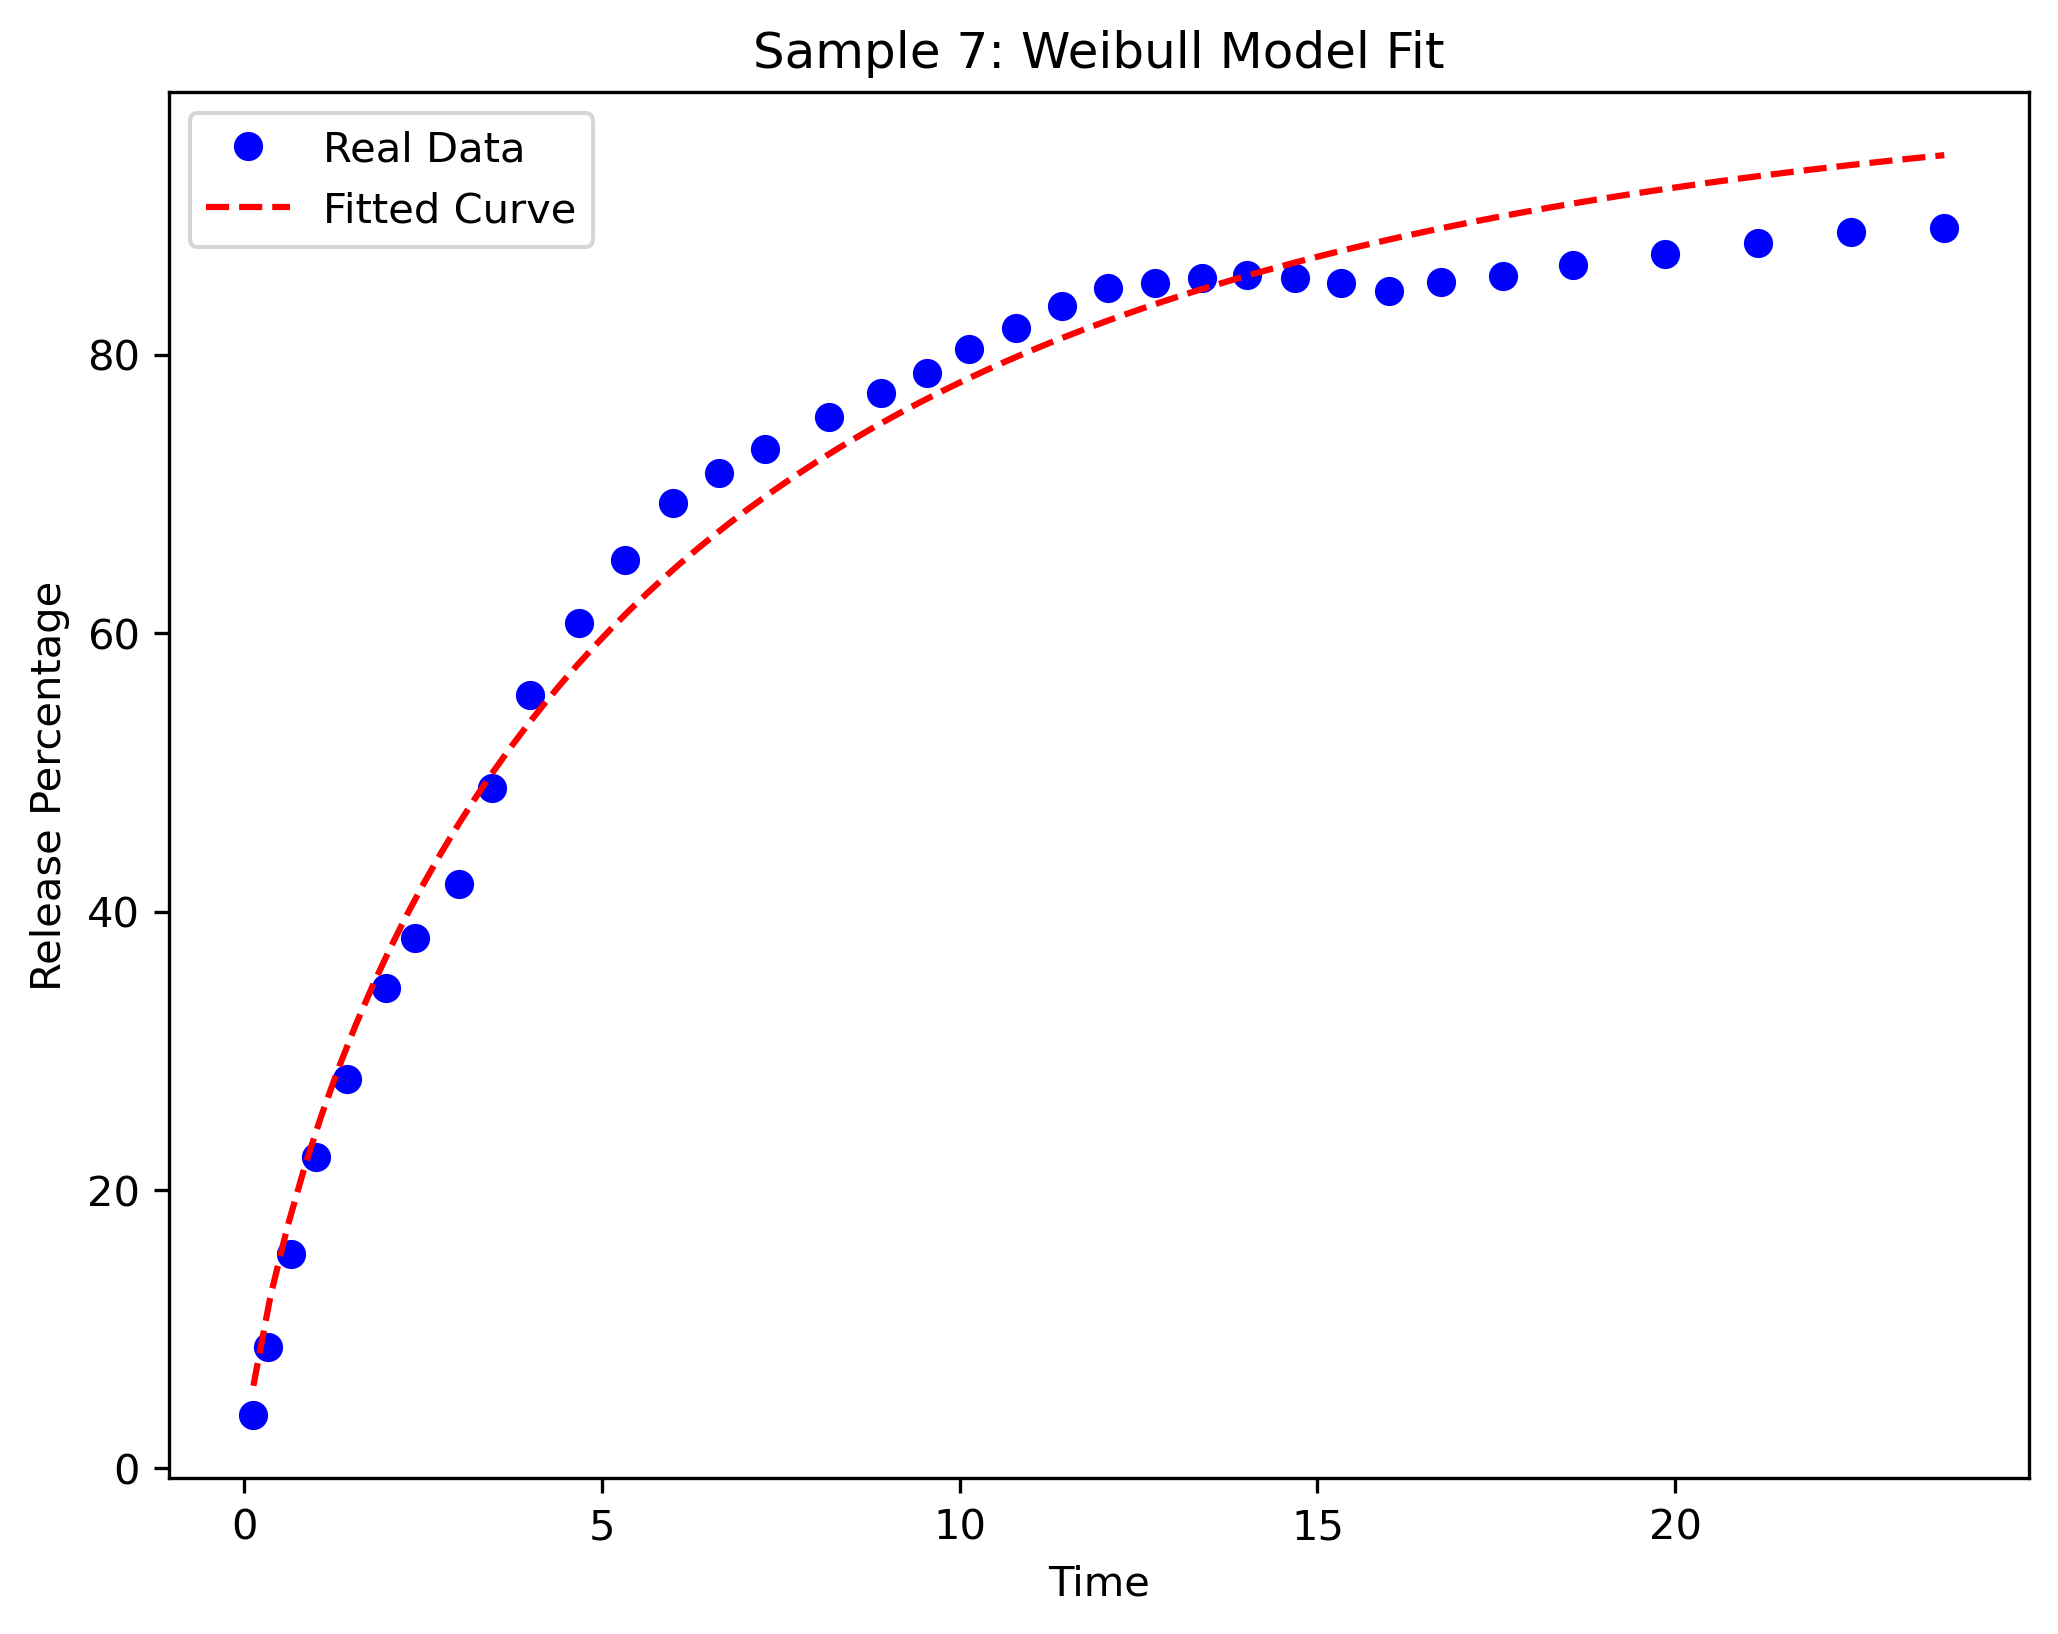 Sample 7: Weibull Model Fit
Real Data
Fitted Curve
80
60
40
20
0
Release Percentage
0 5 10 15 20
Time